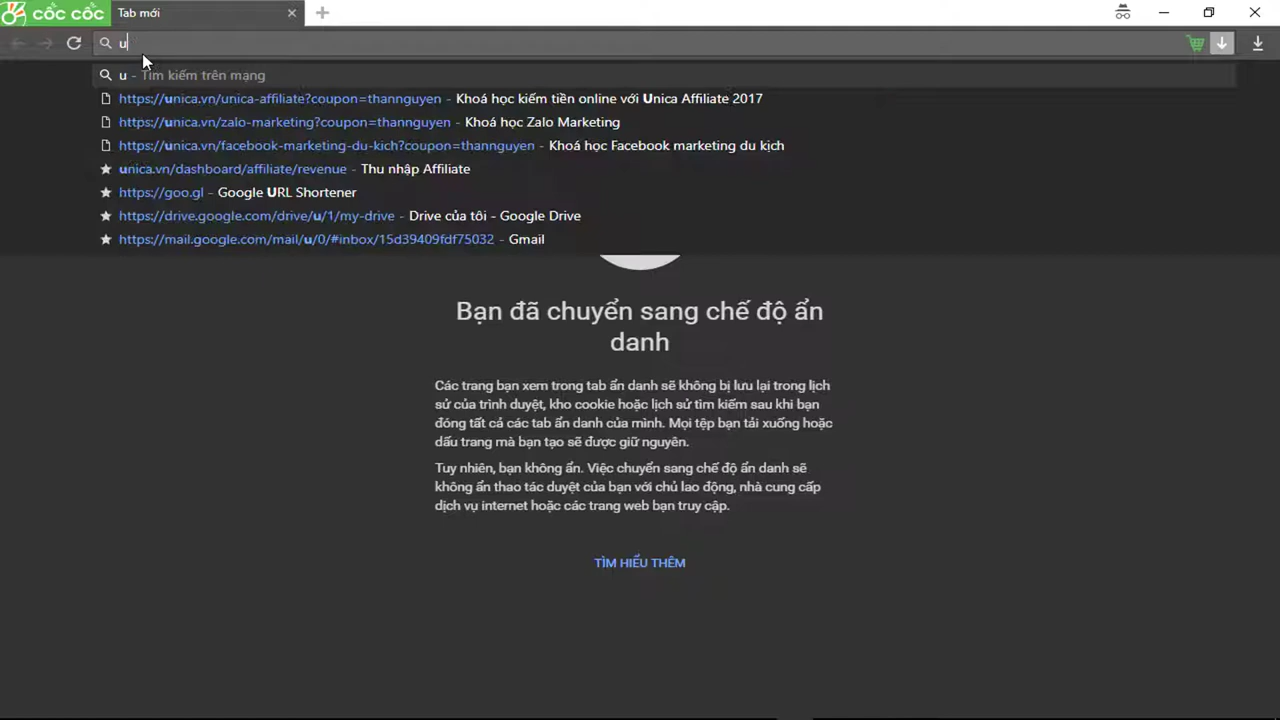 cốc cốc Tab mới
u
u - Tìm kiếm trên mạng
https://unica.vn/unica-affiliate?coupon=thannguyen - Khoá học kiếm tiền online với Unica Affiliate 2017
https://unica.vn/zalo-marketing?coupon=thannguyen - Khoá học Zalo Marketing
https://unica.vn/facebook-marketing-du-kich?coupon=thannguyen - Khoá học Facebook marketing du kịch
unica.vn/dashboard/affiliate/revenue - Thu nhập Affiliate
https://goo.gl - Google URL Shortener
https://drive.google.com/drive/u/1/my-drive - Drive của tôi - Google Drive
https://mail.google.com/mail/u/0/#inbox/15d39409fdf75032 - Gmail
Bạn đã chuyển sang chế độ ẩn
danh
Các trang bạn xem trong tab ẩn danh sẽ không bị lưu lại trong lịch
sử của trình duyệt, kho cookie hoặc lịch sử tìm kiếm sau khi bạn
đóng tất cả các tab ẩn danh của mình. Mọi tệp bạn tải xuống hoặc
dấu trang mà bạn tạo sẽ được giữ nguyên.
Tuy nhiên, bạn không ẩn. Việc chuyển sang chế độ ẩn danh sẽ
không ẩn thao tác duyệt của bạn với chủ lao động, nhà cung cấp
dịch vụ internet hoặc các trang web bạn truy cập.
TÌM HIỂU THÊM